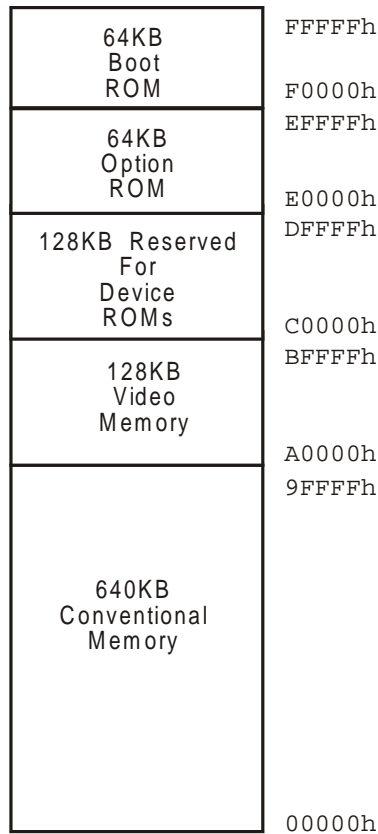 64KB
Boot
ROM
FFFFFh
F0000h
64KB
Option
ROM
EFFFFh
E0000h
128KB Reserved
For
Device
ROMs
DFFFFh
C0000h
128KB
Video
Memory
BFFFFh
A0000h
640KB
Conventional
Memory
9FFFFh
00000h